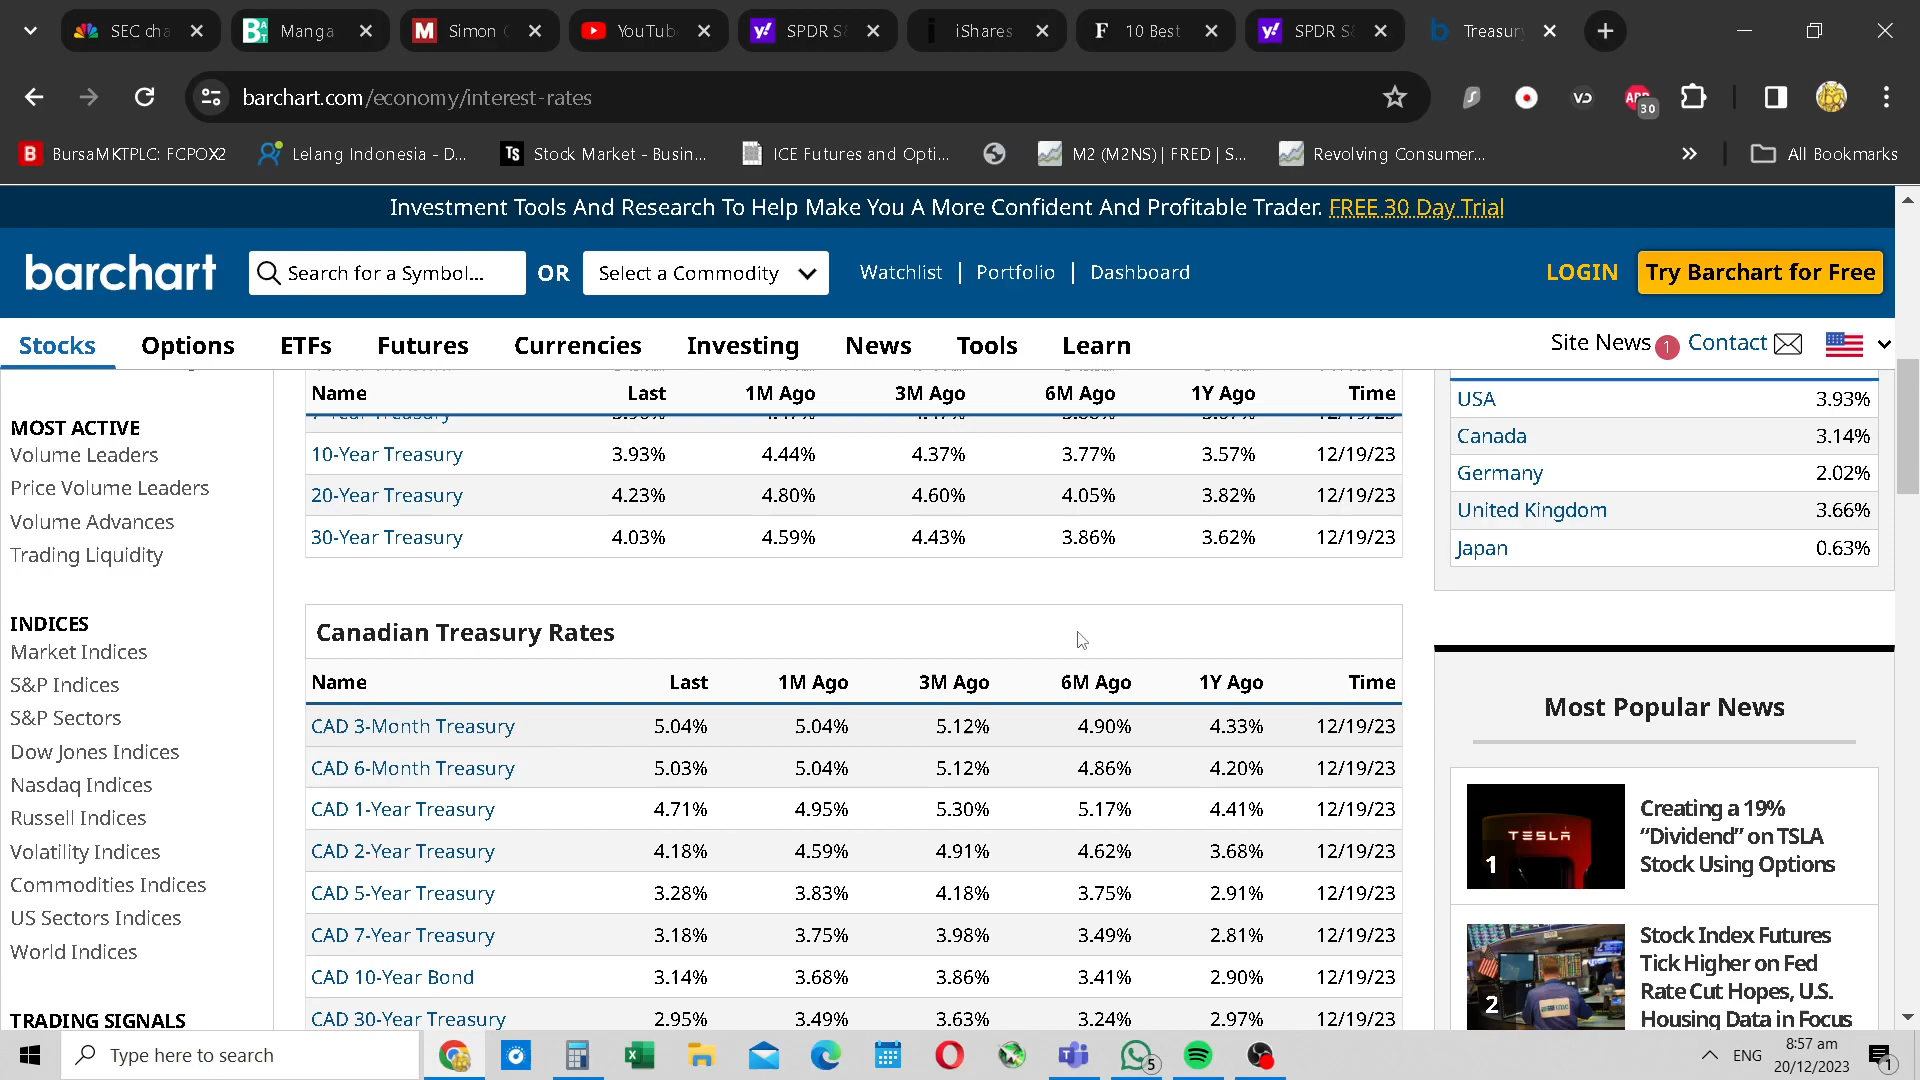 SEC cha
Manga
Simon
YouTub
SPDR S
iShares
10 Best
SPDR S
Treasur
barchart.com/economy/interest-rates
30
BursaMKTPLC: FCPOX2
Lelang Indonesia - D...
Stock Market - Busin...
ICE Futures and Opti...
M2 (M2NS) | FRED | S...
Revolving Consumer...
All Bookmarks
Investment Tools And Research To Help Make You A More Confident And Profitable Trader. FREE 30 Day Trial
barchart
Search for a Symbol...
OR
Select a Commodity
Watchlist | Portfolio | Dashboard
LOGIN
Try Barchart for Free
Stocks Options ETFs Futures Currencies Investing News Tools Learn
Site News 1 Contact
MOST ACTIVE
Volume Leaders
Price Volume Leaders
Volume Advances
Trading Liquidity
INDICES
Market Indices
S&P Indices
S&P Sectors
Dow Jones Indices
Nasdaq Indices
Russell Indices
Volatility Indices
Commodities Indices
US Sectors Indices
World Indices
TRADING SIGNALS
Name Last 1M Ago 3M Ago 6M Ago 1Y Ago Time
10-Year Treasury 3.93% 4.44% 4.37% 3.77% 3.57% 12/19/23
20-Year Treasury 4.23% 4.80% 4.60% 4.05% 3.82% 12/19/23
30-Year Treasury 4.03% 4.59% 4.43% 3.86% 3.62% 12/19/23
Canadian Treasury Rates
Name Last 1M Ago 3M Ago 6M Ago 1Y Ago Time
CAD 3-Month Treasury 5.04% 5.04% 5.12% 4.90% 4.33% 12/19/23
CAD 6-Month Treasury 5.03% 5.04% 5.12% 4.86% 4.20% 12/19/23
CAD 1-Year Treasury 4.71% 4.95% 5.30% 5.17% 4.41% 12/19/23
CAD 2-Year Treasury 4.18% 4.59% 4.91% 4.62% 3.68% 12/19/23
CAD 5-Year Treasury 3.28% 3.83% 4.18% 3.75% 2.91% 12/19/23
CAD 7-Year Treasury 3.18% 3.75% 3.98% 3.49% 2.81% 12/19/23
CAD 10-Year Bond 3.14% 3.68% 3.86% 3.41% 2.90% 12/19/23
CAD 30-Year Treasury 2.95% 3.49% 3.63% 3.24% 2.97% 12/19/23
USA 3.93%
Canada 3.14%
Germany 2.02%
United Kingdom 3.66%
Japan 0.63%
Most Popular News
TESLA
1
Creating a 19%
“Dividend” on TSLA
Stock Using Options
2
Stock Index Futures
Tick Higher on Fed
Rate Cut Hopes, U.S.
Housing Data in Focus
Type here to search
5
ENG
8:57 am
20/12/2023
1